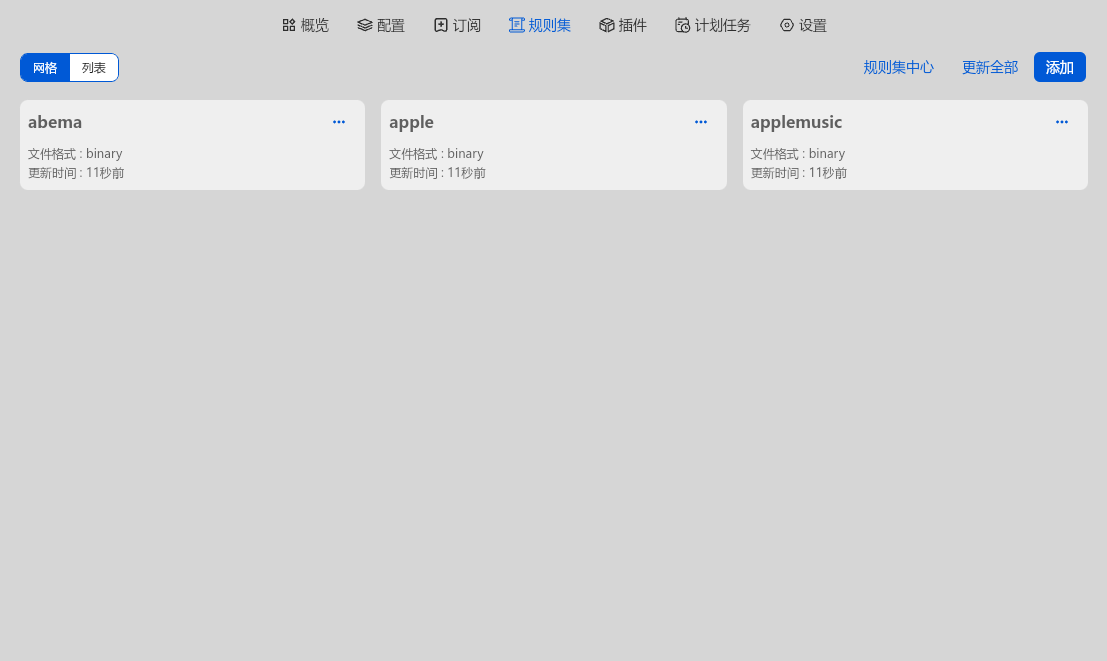 概览 配置 订阅 规则集 插件 计划任务 设置
网格 列表 规则集中心 更新全部 添加
abema
文件格式 : binary
更新时间 : 11秒前
apple
文件格式 : binary
更新时间 : 11秒前
applemusic
文件格式 : binary
更新时间 : 11秒前